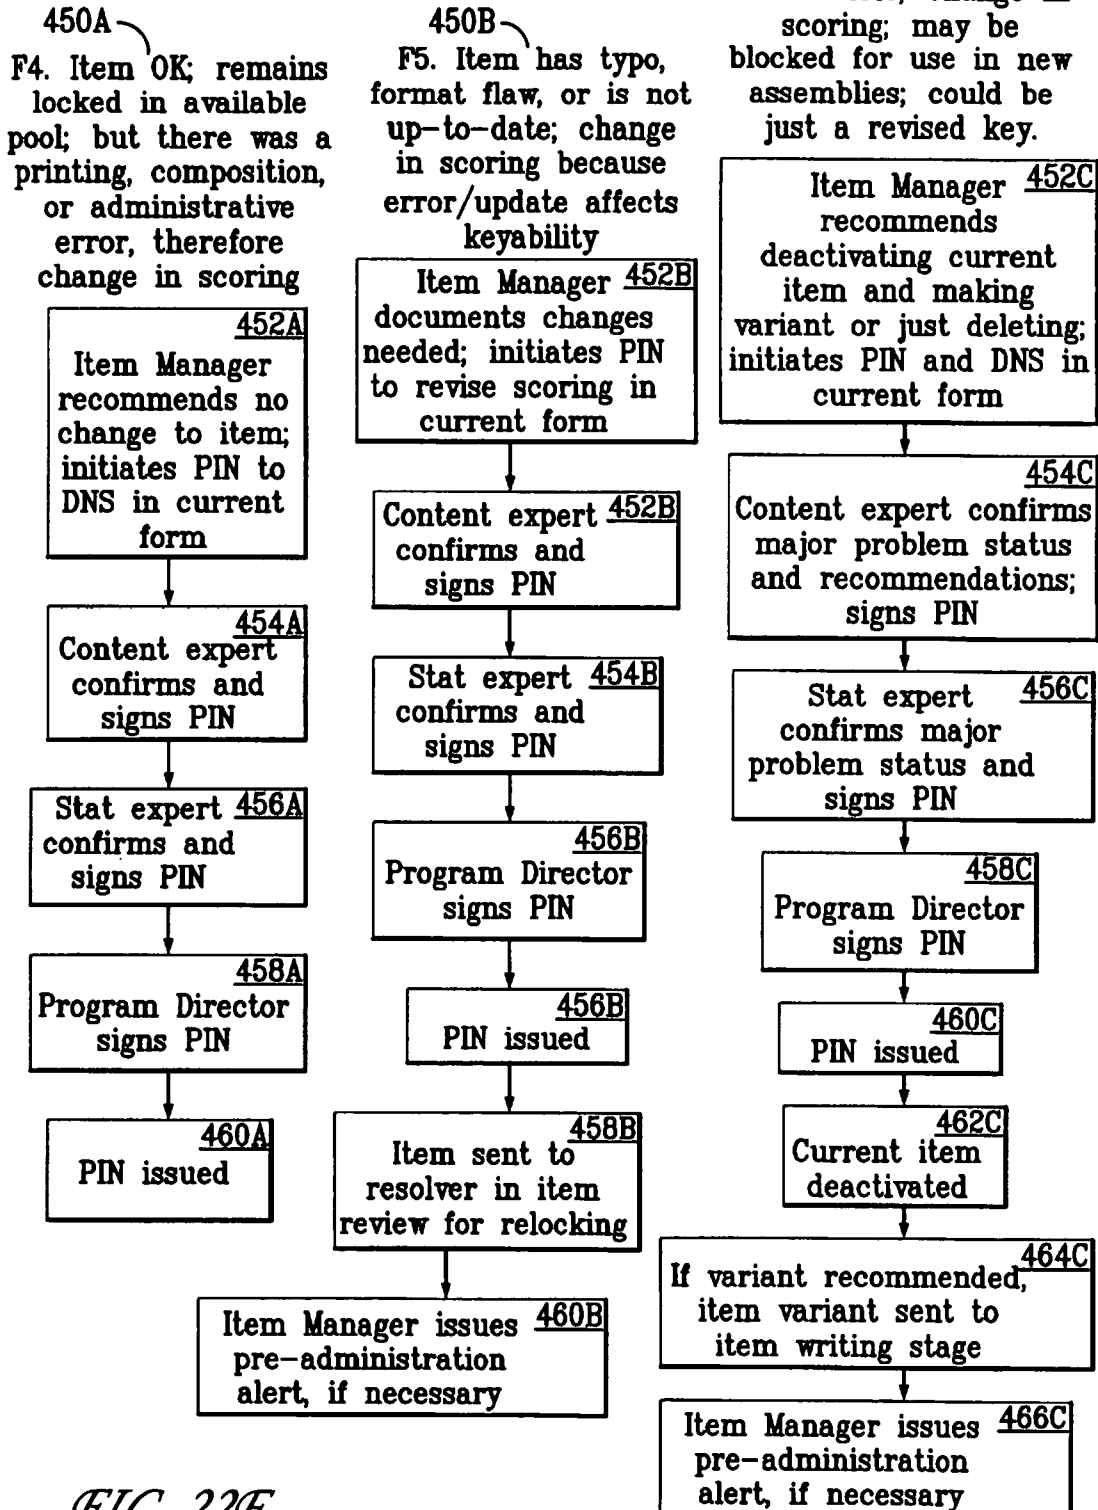 450A
F4. Item OK; remains
locked in available
pool; but there was a
printing, composition,
or administrative
error, therefore
change in scoring
452A
Item Manager
recommends no
change to item;
initiates PIN to
DNS in current
form
454A
Content expert
confirms and
signs PIN
Stat expert 456A
confirms and
signs PIN
458A
Program Director
signs PIN
460A
PIN issued
450B
F5. Item has typo,
format flaw, or is not
up-to-date; change
in scoring because
error/update affects
keyability
Item Manager 452B
documents changes
needed; initiates PIN
to revise scoring in
current form
Content expert 452B
confirms and
signs PIN
Stat expert 454B
confirms and
signs PIN
456B
Program Director
signs PIN
456B
PIN issued
458B
Item sent to
resolver in item
review for relocking
Item Manager issues 460B
pre-administration
alert, if necessary
scoring; may be
blocked for use in new
assemblies; could be
just a revised key.
Item Manager 452C
recommends
deactivating current
item and making
variant or just deleting;
initiates PIN and DNS in
current form
454C
Content expert confirms
major problem status
and recommendations;
signs PIN
Stat expert 456C
confirms major
problem status and
signs PIN
458C
Program Director
signs PIN
460C
PIN issued
462C
Current item
deactivated
464C
If variant recommended,
item variant sent to
item writing stage
Item Manager issues 466C
pre-administration
alert, if necessary